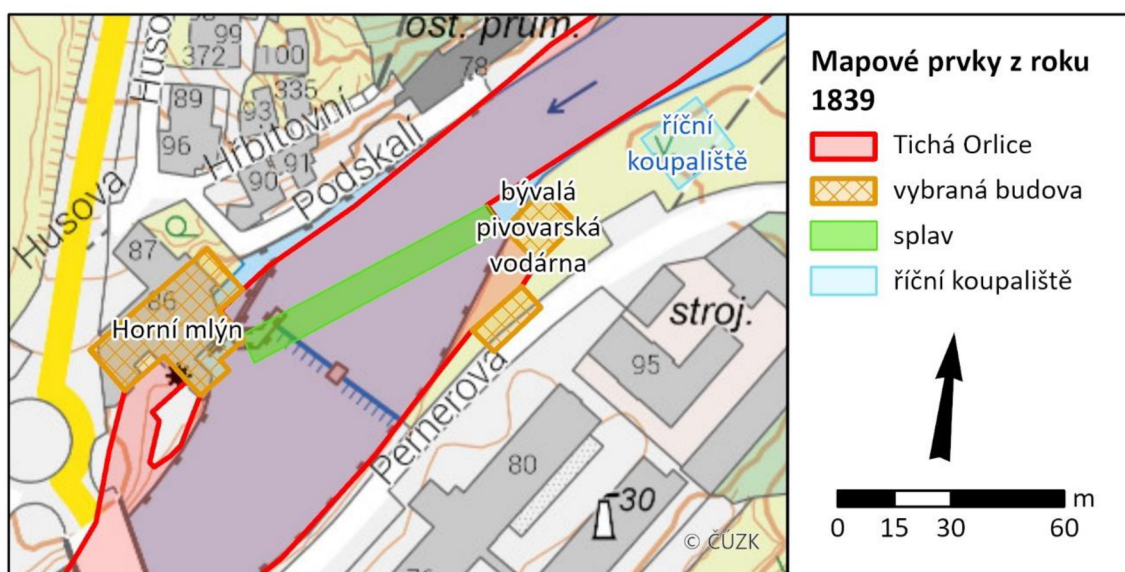 ost. prům.
Huso
98
99
372
100
78
89
335
93
96
Hřbitovní
91
90
Podskalí
Husova
87
86
Horní mlýn
říční
koupaliště
bývalá
pivovarská
vodárna
stroj.
95
Pernerova
80
30
© ČÚZK
Mapové prvky z roku
1839
Tichá Orlice
vybraná budova
splav
říční koupaliště
m
0 15 30 60